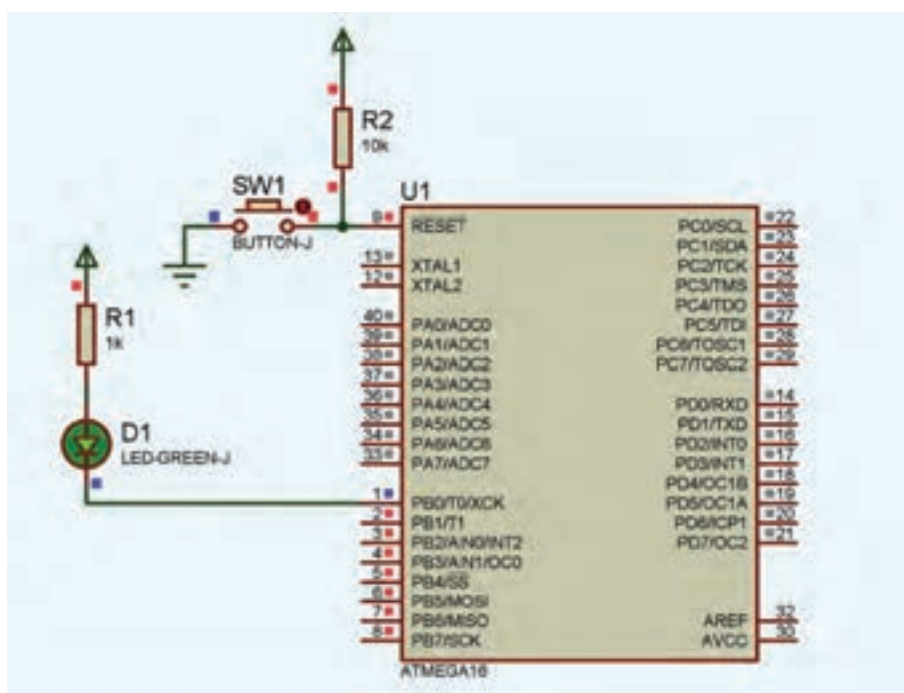 R2
10k
SW1
BUTTON-J
R1
1k
D1
LED-GREEN-J
U1
9 RESET
13 XTAL1
12 XTAL2
40 PA0/ADC0
39 PA1/ADC1
38 PA2/ADC2
37 PA3/ADC3
36 PA4/ADC4
35 PA5/ADC5
34 PA6/ADC6
33 PA7/ADC7
1 PB0/T0/XCK
2 PB1/T1
3 PB2/AIN0/INT2
4 PB3/AIN1/OC0
5 PB4/SS
6 PB5/MOSI
7 PB6/MISO
8 PB7/SCK
PC0/SCL 22
PC1/SDA 23
PC2/TCK 24
PC3/TMS 25
PC4/TDO 26
PC5/TDI 27
PC6/TOSC1 28
PC7/TOSC2 29
PD0/RXD 14
PD1/TXD 15
PD2/INT0 16
PD3/INT1 17
PD4/OC1B 18
PD5/OC1A 19
PD6/ICP1 20
PD7/OC2 21
AREF 32
AVCC 30
ATMEGA16